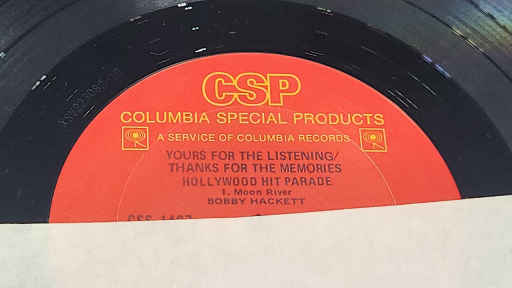 CSP
COLUMBIA SPECIAL PRODUCTS
A SERVICE OF COLUMBIA RECORDS
YOURS FOR THE LISTENING/
THANKS FOR THE MEMORIES
HOLLYWOOD HIT PARADE
1. Moon River
BOBBY HACKETT